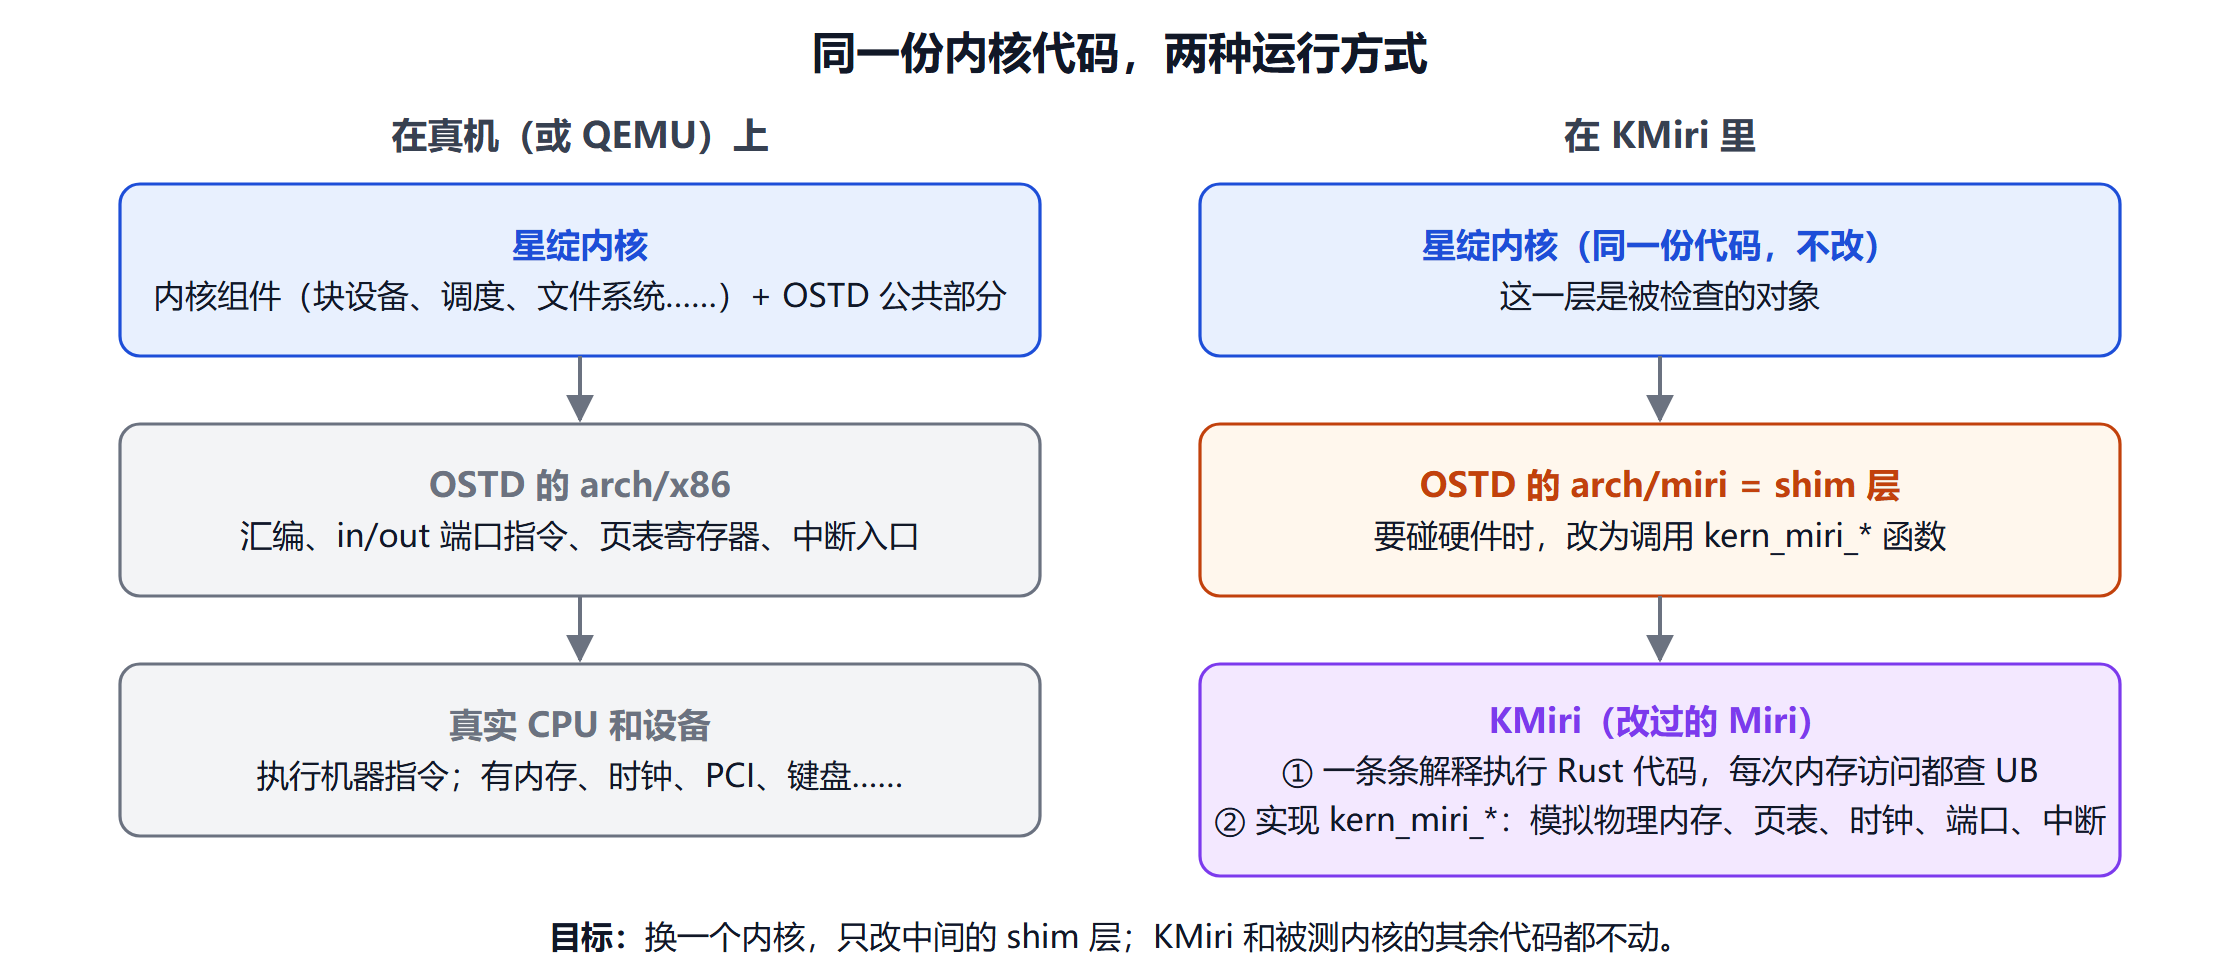 同一份内核代码，两种运行方式
在真机（或 QEMU）上
星绽内核
内核组件（块设备、调度、文件系统……）+ OSTD 公共部分
OSTD 的 arch/x86
汇编、in/out 端口指令、页表寄存器、中断入口
真实 CPU 和设备
执行机器指令；有内存、时钟、PCI、键盘……
在 KMiri 里
星绽内核（同一份代码，不改）
这一层是被检查的对象
OSTD 的 arch/miri = shim 层
要碰硬件时，改为调用 kern_miri_* 函数
KMiri（改过的 Miri）
① 一条条解释执行 Rust 代码，每次内存访问都查 UB
② 实现 kern_miri_*：模拟物理内存、页表、时钟、端口、中断
目标：换一个内核，只改中间的 shim 层；KMiri 和被测内核的其余代码都不动。